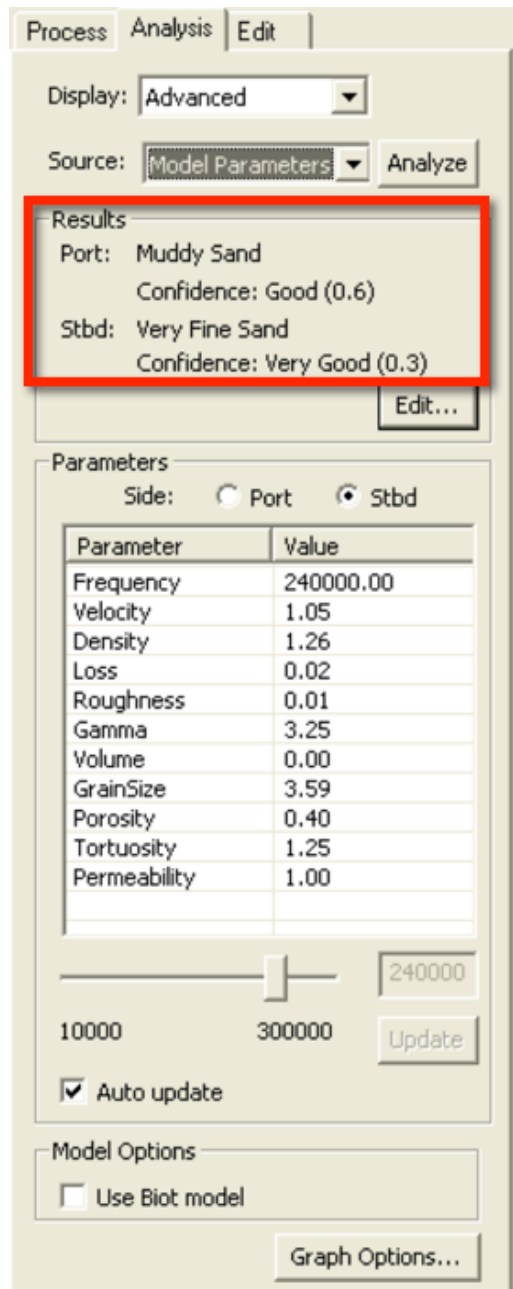 Process Analysis Edit
Display: Advanced
Source: Model Parameters Analyze
Results
Port: Muddy Sand
Confidence: Good (0.6)
Stbd: Very Fine Sand
Confidence: Very Good (0.3)
Edit...
Parameters
Side: Port Stbd
Parameter Value
Frequency 240000.00
Velocity 1.05
Density 1.26
Loss 0.02
Roughness 0.01
Gamma 3.25
Volume 0.00
GrainSize 3.59
Porosity 0.40
Tortuosity 1.25
Permeability 1.00
240000
10000 300000 Update
Auto update
Model Options
Use Biot model
Graph Options...